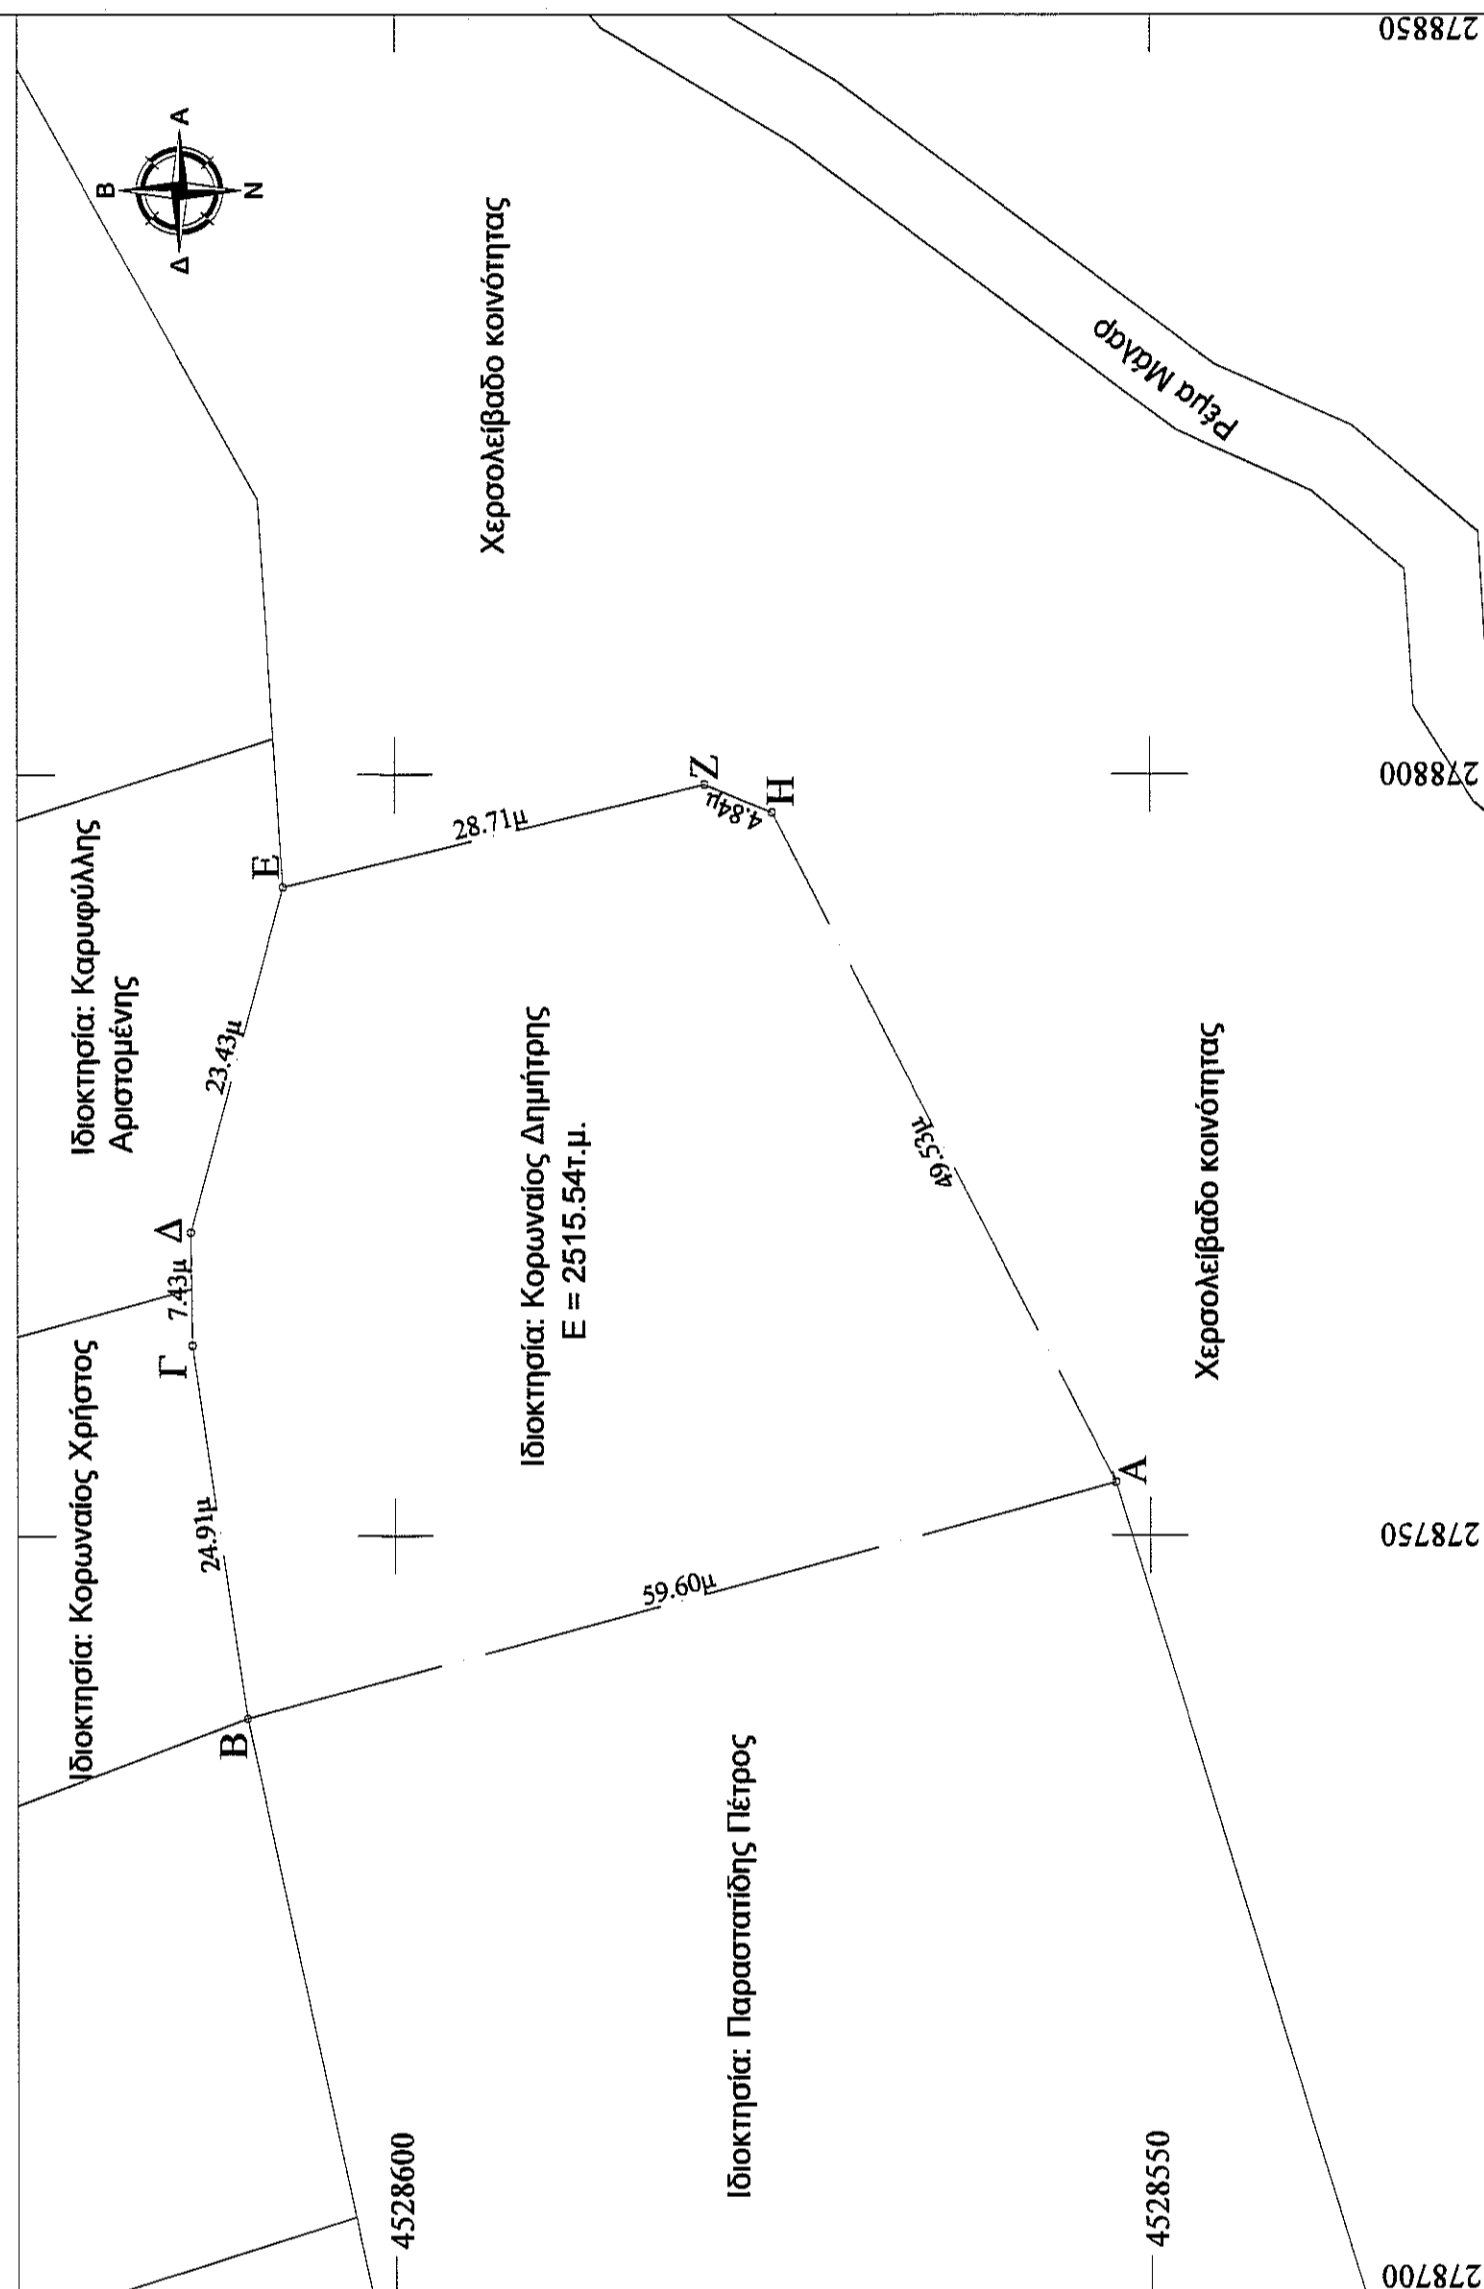 278850
Β
Α
Δ
Ν
Χερσολείβαδο κοινότητας
Ρέμα Μάλαρ
278800
Ιδιοκτησία: Καρυφύλλης
Αριστομένης
Ε
28.71μ
Ζ
4.84μ
Η
23.43μ
Δ
7.43μ
Γ
Ιδιοκτησία: Κορωναίος Δημήτρης
Ε = 2515.54τ.μ.
49.53μ
Χερσολείβαδο κοινότητας
Ιδιοκτησία: Κορωναίος Χρήστος
24.91μ
Α
278750
59.60μ
Β
Ιδιοκτησία: Παραστατίδης Πέτρος
4528600
4528550
278700